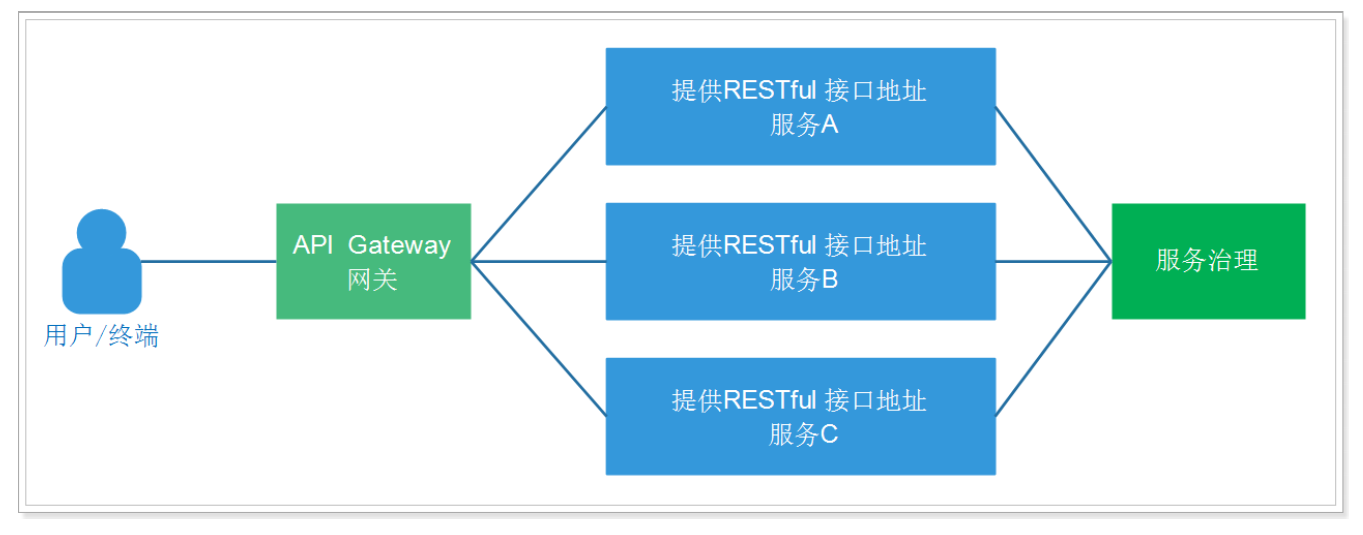 提供RESTful 接口地址
服务A
API Gateway
网关
提供RESTful 接口地址
服务B
服务治理
用户/终端
提供RESTful 接口地址
服务C